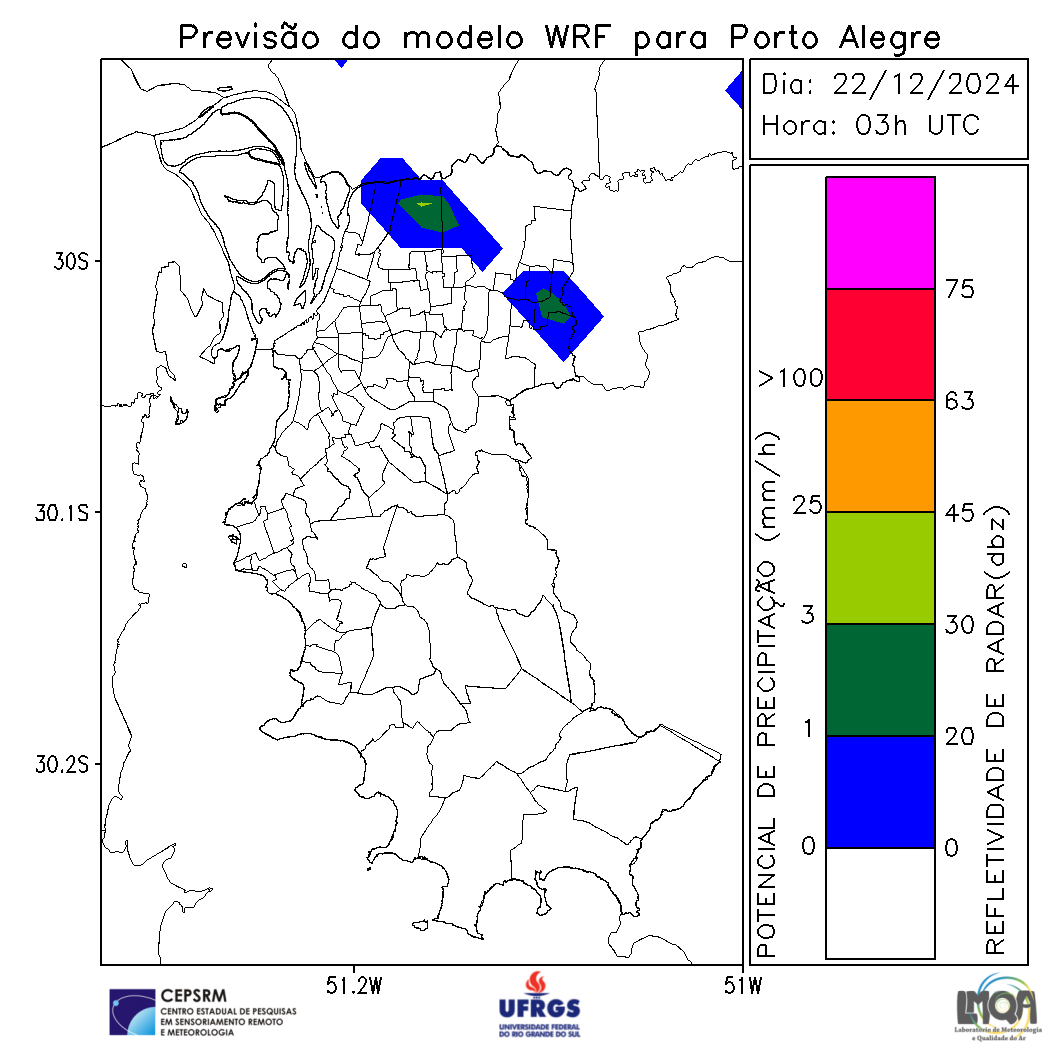 Previsão do modelo WRF para Porto Alegre
Dia: 22/12/2024
Hora: 03h UTC
30S
30.1S
30.2S
51.2W
51W
POTENCIAL DE PRECIPITAÇÃO (mm/h)
>100
25
3
1
0
75
63
45
30
20
0
REFLETIVIDADE DE RADAR(dbz)
CEPSRM
CENTRO ESTADUAL DE PESQUISAS
EM SENSORIAMENTO REMOTO
E METEOROLOGIA
UFRGS
UNIVERSIDADE FEDERAL
DO RIO GRANDE DO SUL
LMQA
Laboratório de Meteorologia
e Qualidade do Ar